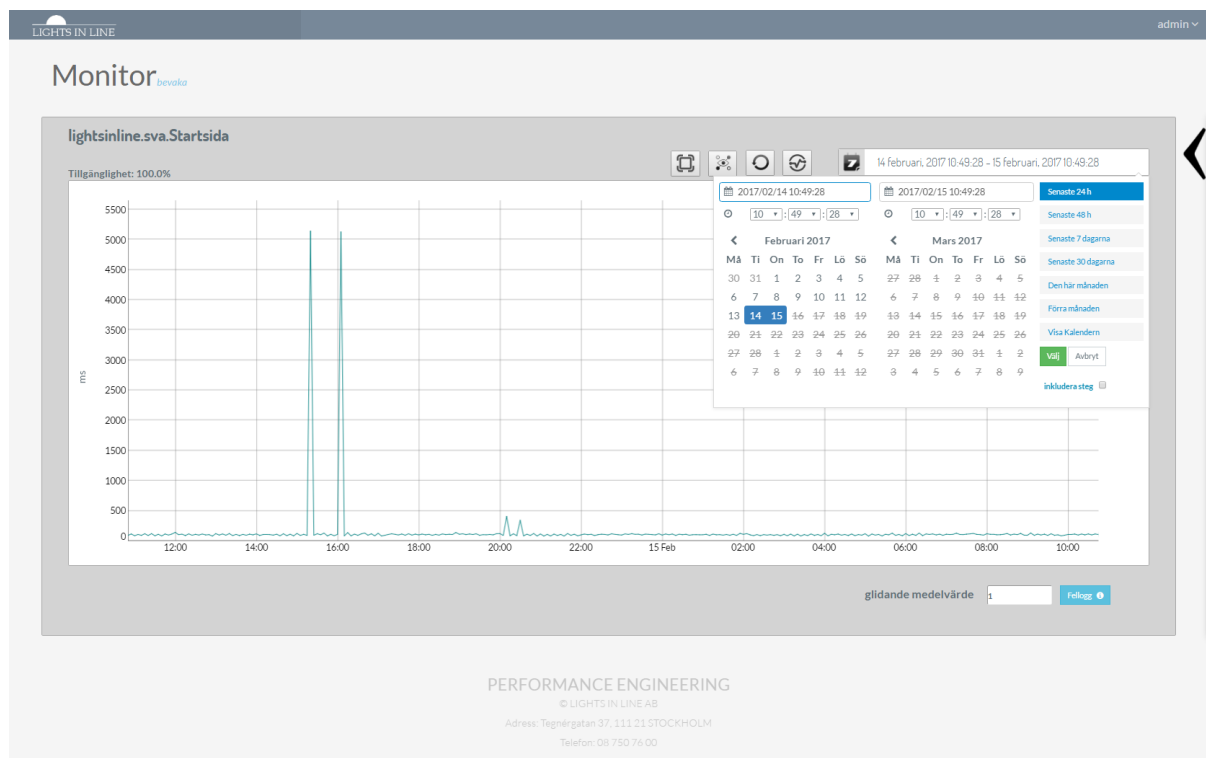 LIGHTS IN LINE
admin
Monitor bevaka
lightsinline.sva.Startsida
Tillgänglighet: 100.0%
14 februari, 2017 10:49:28 - 15 februari, 2017 10:49:28
2017/02/14 10:49:28
2017/02/15 10:49:28
10 : 49 : 28
10 : 49 : 28
Februari 2017
Må Ti On To Fr Lö Sö
30 31 1 2 3 4 5
6 7 8 9 10 11 12
13 14 15 16 17 18 19
20 21 22 23 24 25 26
27 28 1 2 3 4 5
6 7 8 9 10 11 12
Mars 2017
Må Ti On To Fr Lö Sö
27 28 1 2 3 4 5
6 7 8 9 10 11 12
13 14 15 16 17 18 19
20 21 22 23 24 25 26
27 28 29 30 31 1 2
3 4 5 6 7 8 9
Senaste 24 h
Senaste 48 h
Senaste 7 dagarna
Senaste 30 dagarna
Den här månaden
Förra månaden
Visa Kalendern
Välj Avbryt
inkludera steg
ms
5500
5000
4500
4000
3500
3000
2500
2000
1500
1000
500
0
12:00 14:00 16:00 18:00 20:00 22:00 15 Feb 02:00 04:00 06:00 08:00 10:00
glidande medelvärde 1 Fellogg
PERFORMANCE ENGINEERING
© LIGHTS IN LINE AB
Adress: Tegnérgatan 37, 111 21 STOCKHOLM
Telefon: 08 750 76 00